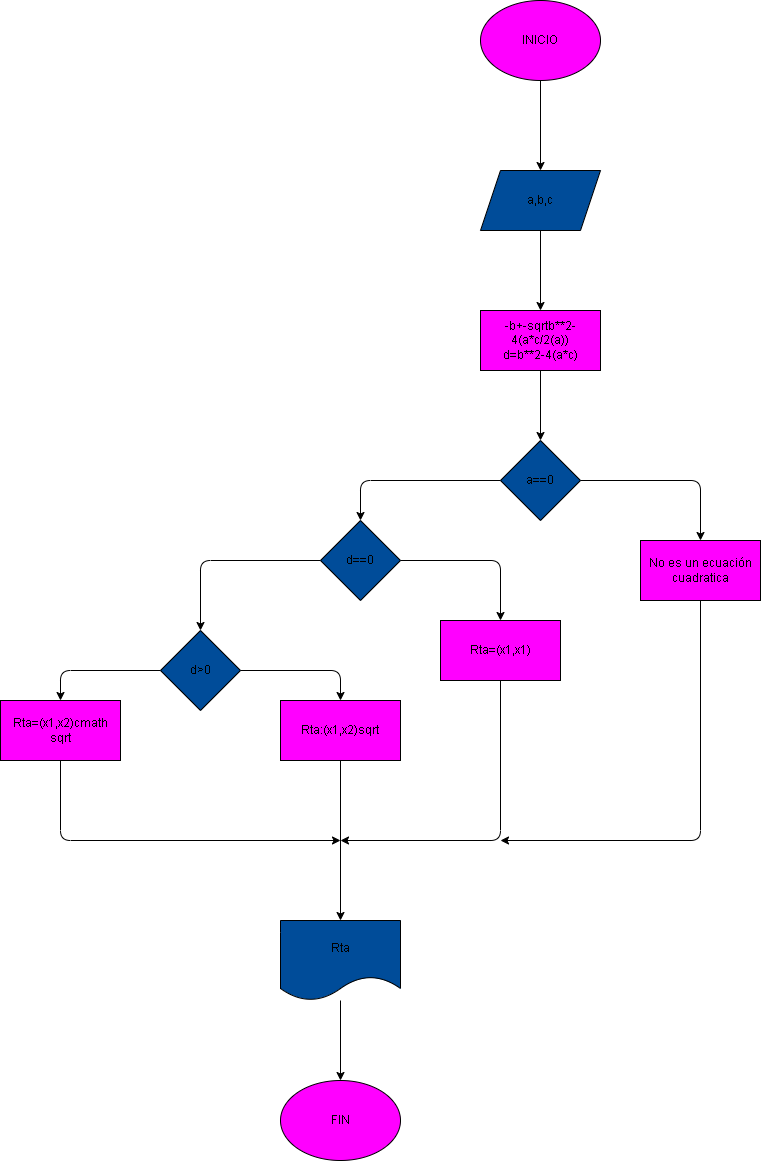 INICIO
a,b,c
-b+-sqrtb**2-
4(a*c/2(a))
d=b**2-4(a*c)
a==0
d==0
No es un ecuación
cuadratica
Rta=(x1,x1)
d>0
Rta=(x1,x2)cmath
sqrt
Rta:(x1,x2)sqrt
Rta
FIN